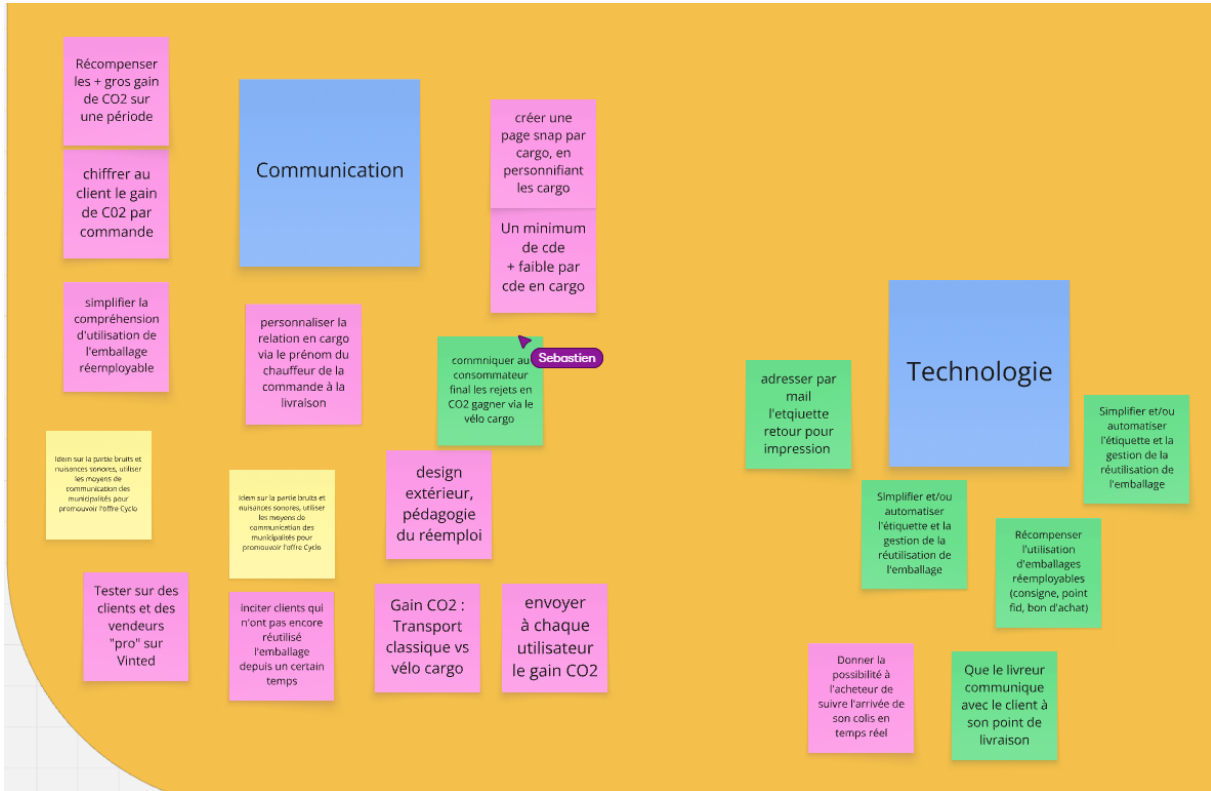 Récompenser
les + gros gain
de CO2 sur
une période
chiffrer au
client le gain
de C02 par
commande
simplifier la
compréhension
d'utilisation de
l'emballage
réemployable
Idem sur la partie bruits et
nuisances sonores, utiliser
les moyens de
communication des
municipalités pour
promouvoir l'offre Cyclo
Tester sur des
clients et des
vendeurs
"pro" sur
Vinted
Communication
personnaliser la
relation en cargo
via le prénom du
chauffeur de la
commande à la
livraison
Idem sur la partie bruits et
nuisances sonores, utiliser
les moyens de
communication des
municipalités pour
promouvoir l'offre Cyclo
inciter clients qui
n'ont pas encore
réutilisé
l'emballage
depuis un certain
temps
créer une
page snap par
cargo, en
personnifiant
les cargo
Un minimum
de cde
+ faible par
cde en cargo
Sebastien
commniquer au
consommateur
final les rejets en
CO2 gagner via le
vélo cargo
design
extérieur,
pédagogie
du réemploi
Gain CO2 :
Transport
classique vs
vélo cargo
envoyer
à chaque
utilisateur
le gain CO2
Technologie
adresser par
mail
l'etqiuette
retour pour
impression
Simplifier et/ou
automatiser
l'étiquette et la
gestion de la
réutilisation de
l'emballage
Simplifier et/ou
automatiser
l'étiquette et la
gestion de la
réutilisation de
l'emballage
Récompenser
l'utilisation
d'emballages
réemployables
(consigne, point
fid, bon d'achat)
Donner la
possibilité à
l'acheteur de
suivre l'arrivée de
son colis en
temps réel
Que le livreur
communique
avec le client à
son point de
livraison